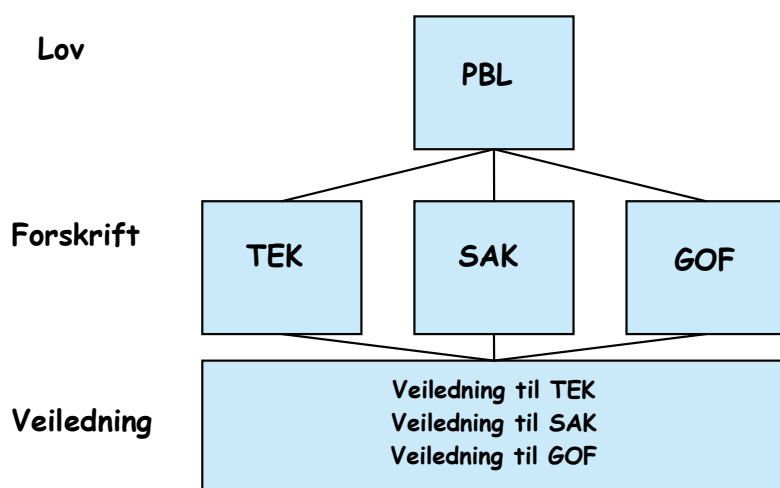 Lov
PBL
Forskrift
TEK
SAK
GOF
Veiledning
Veiledning til TEK
Veiledning til SAK
Veiledning til GOF